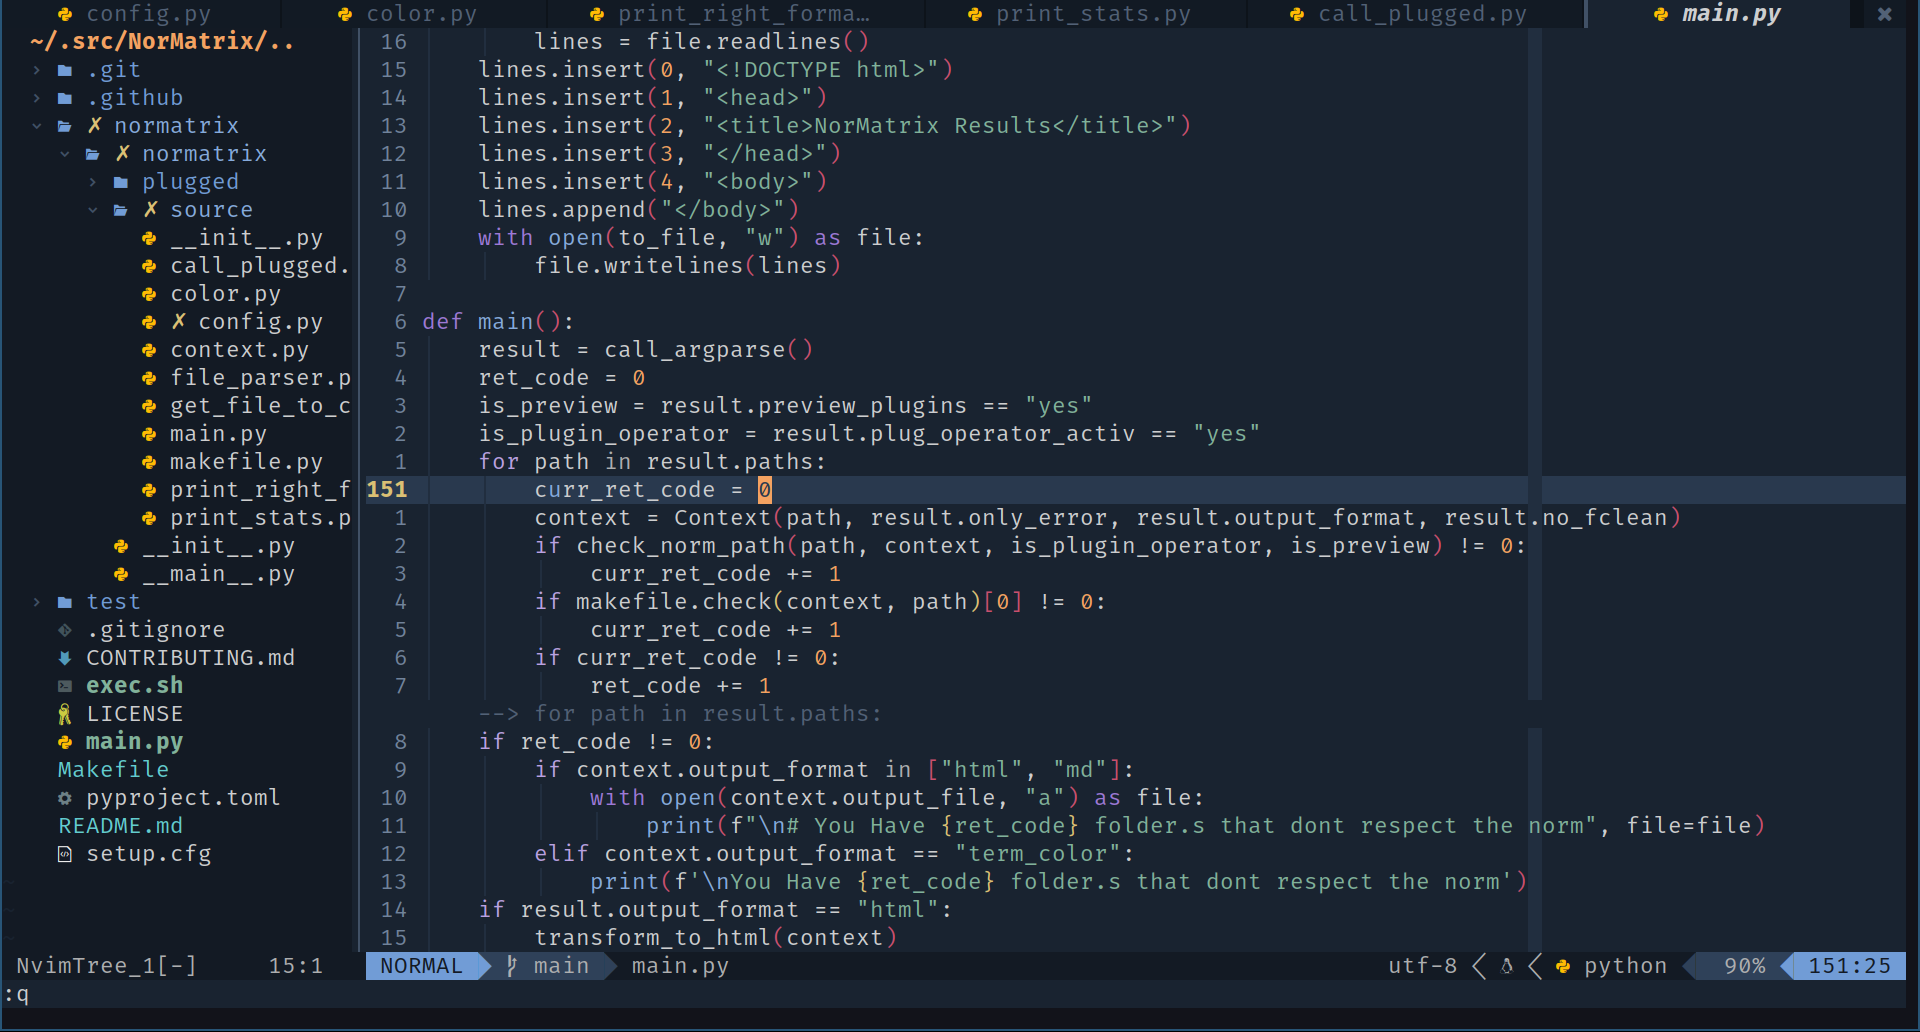 config.py color.py print_right_forma… print_stats.py call_plugged.py main.py ✖
~/.src/NorMatrix/..
.git
.github
✗ normatrix
✗ normatrix
plugged
✗ source
__init__.py
call_plugged.
color.py
✗ config.py
context.py
file_parser.p
get_file_to_c
main.py
makefile.py
print_right_f
print_stats.p
__init__.py
__main__.py
test
.gitignore
CONTRIBUTING.md
exec.sh
LICENSE
main.py
Makefile
pyproject.toml
README.md
setup.cfg
~
~
~
16 lines = file.readlines()
15 lines.insert(0, "<!DOCTYPE html>")
14 lines.insert(1, "<head>")
13 lines.insert(2, "<title>NorMatrix Results</title>")
12 lines.insert(3, "</head>")
11 lines.insert(4, "<body>")
10 lines.append("</body>")
9 with open(to_file, "w") as file:
8 file.writelines(lines)
7
6 def main():
5 result = call_argparse()
4 ret_code = 0
3 is_preview = result.preview_plugins == "yes"
2 is_plugin_operator = result.plug_operator_activ == "yes"
1 for path in result.paths:
151 curr_ret_code = 0
1 context = Context(path, result.only_error, result.output_format, result.no_fclean)
2 if check_norm_path(path, context, is_plugin_operator, is_preview) != 0:
3 curr_ret_code += 1
4 if makefile.check(context, path)[0] != 0:
5 curr_ret_code += 1
6 if curr_ret_code != 0:
7 ret_code += 1
--> for path in result.paths:
8 if ret_code != 0:
9 if context.output_format in ["html", "md"]:
10 with open(context.output_file, "a") as file:
11 print(f"\n# You Have {ret_code} folder.s that dont respect the norm", file=file)
12 elif context.output_format == "term_color":
13 print(f'\nYou Have {ret_code} folder.s that dont respect the norm')
14 if result.output_format == "html":
15 transform_to_html(context)
NvimTree_1[-] 15:1 NORMAL main main.py utf-8 python 90% 151:25
:q